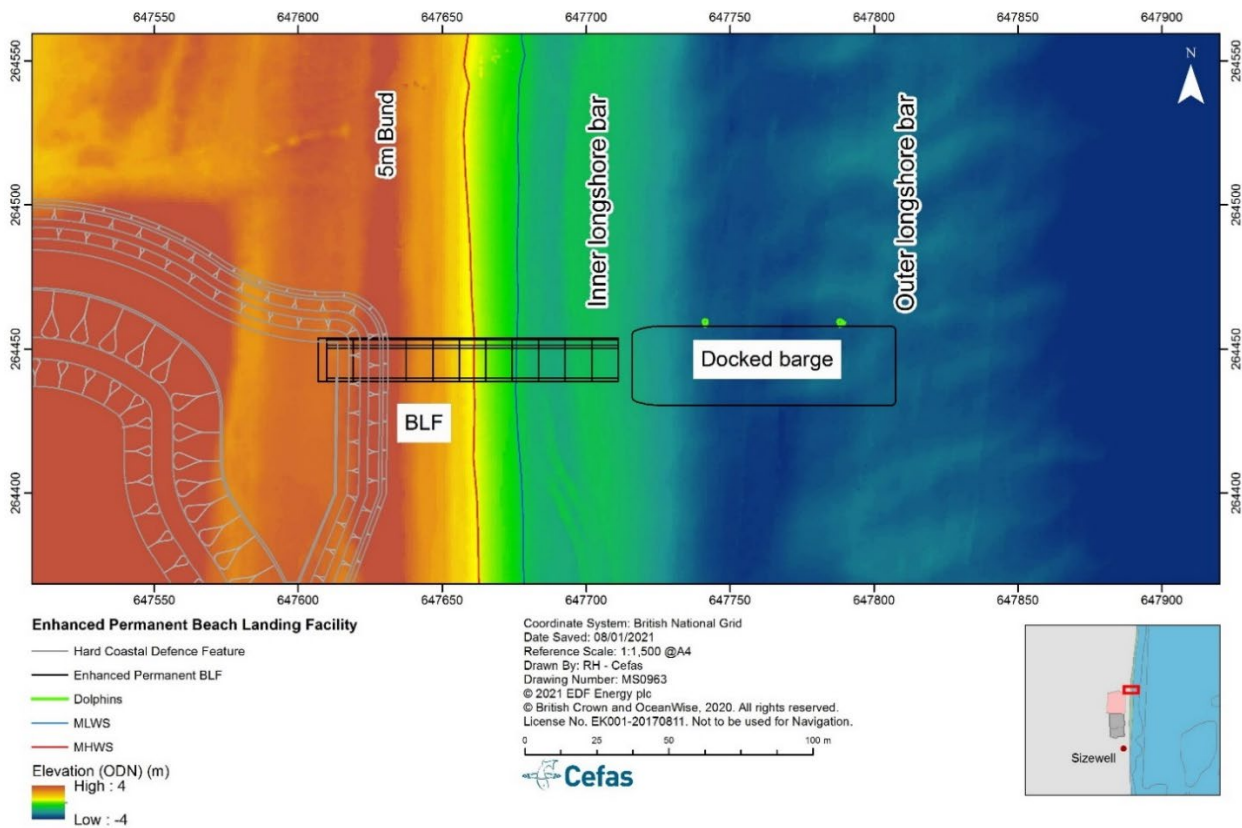 647550 647600 647650 647700 647750 647800 647850 647900
264550
264500
264450
264400
264550
264500
264450
264400
N
5m Bund
Inner longshore bar
Outer longshore bar
Docked barge
BLF
647550 647600 647650 647700 647750 647800 647850 647900
Enhanced Permanent Beach Landing Facility
Hard Coastal Defence Feature
Enhanced Permanent BLF
Dolphins
MLWS
MHWS
Elevation (ODN) (m)
High : 4
Low : -4
Coordinate System: British National Grid
Date Saved: 08/01/2021
Reference Scale: 1:1,500 @A4
Drawn By: RH - Cefas
Drawing Number: MS0963
© 2021 EDF Energy plc
© British Crown and OceanWise, 2020. All rights reserved.
License No. EK001-20170811. Not to be used for Navigation.
0 25 50 100 m
Cefas
Sizewell